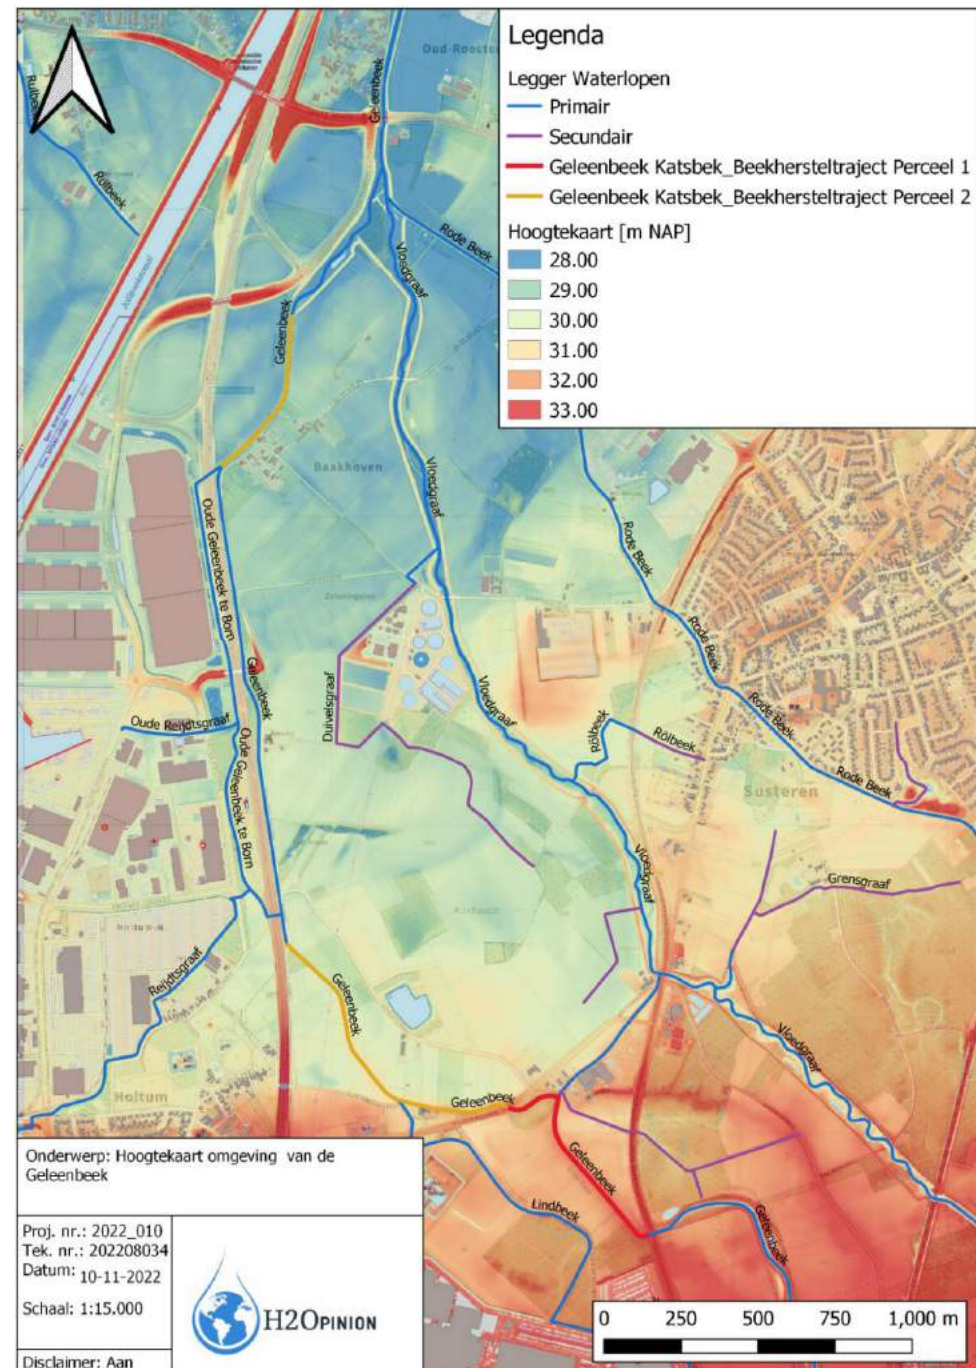 Legenda
Legger Waterlopen
Primair
Secundair
Geleenbeek Katsbek_Beekhersteltraject Perceel 1
Geleenbeek Katsbek_Beekhersteltraject Perceel 2
Hoogtekaart [m NAP]
28.00
29.00
30.00
31.00
32.00
33.00
Oud-Rooster
Geleenbeek
Rulbeek
Rulbeek
Julianakanaal
Rode Beek
Vloedgraaf
Geleenbeek
Baakhoven
Vloedgraaf
Oude Geleenbeek te Born
Rode Beek
Rode Beek
Geleenbeek
Duivelsgraaf
Vloedgraaf
Rolbeek
Rolbeek
Rode Beek
Rode Beek
Oude Reijdtsgraaf
Oude Geleenbeek te Born
Susteren
Vloedgraaf
Grensgraaf
Reijdtsgraaf
Geleenbeek
Vloedgraaf
Holtum
Geleenbeek
Geleenbeek
Lindbeek
Geleenbeek
Onderwerp: Hoogtekaart omgeving van de
Geleenbeek
Proj. nr.: 2022_010
Tek. nr.: 202208034
Datum: 10-11-2022
Schaal: 1:15.000
H2OPINION
Disclaimer: Aan
0 250 500 750 1,000 m